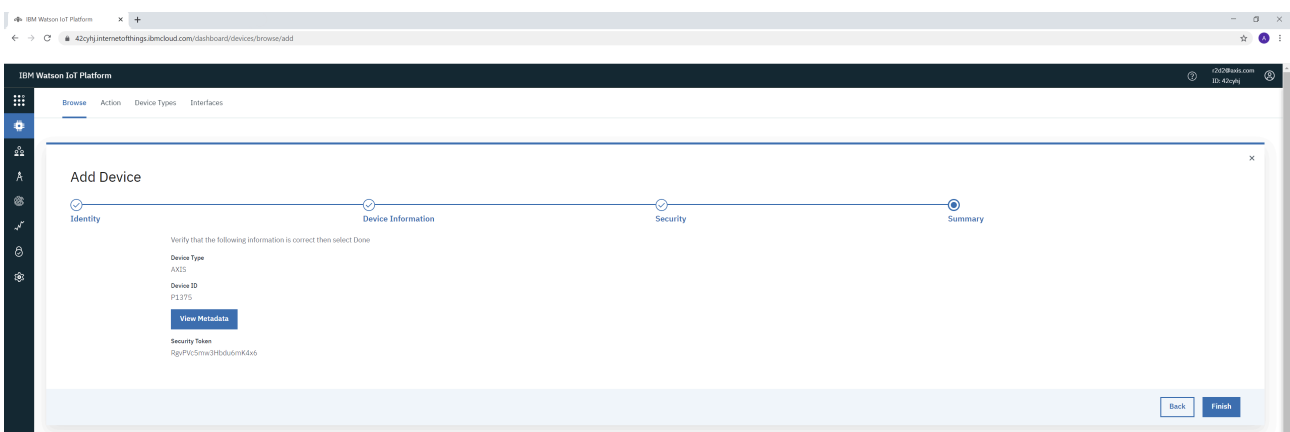 IBM Watson IoT Platform
42cyhj.internetofthings.ibmcloud.com/dashboard/devices/browse/add
A
IBM Watson IoT Platform
r2d2@axis.com
ID: 42cyhj
Browse Action Device Types Interfaces
Add Device
Identity Device Information Security Summary
Verify that the following information is correct then select Done
Device Type
AXIS
Device ID
P1375
View Metadata
Security Token
RgvPVc5mw3Hbdu6mK4x6
Back Finish